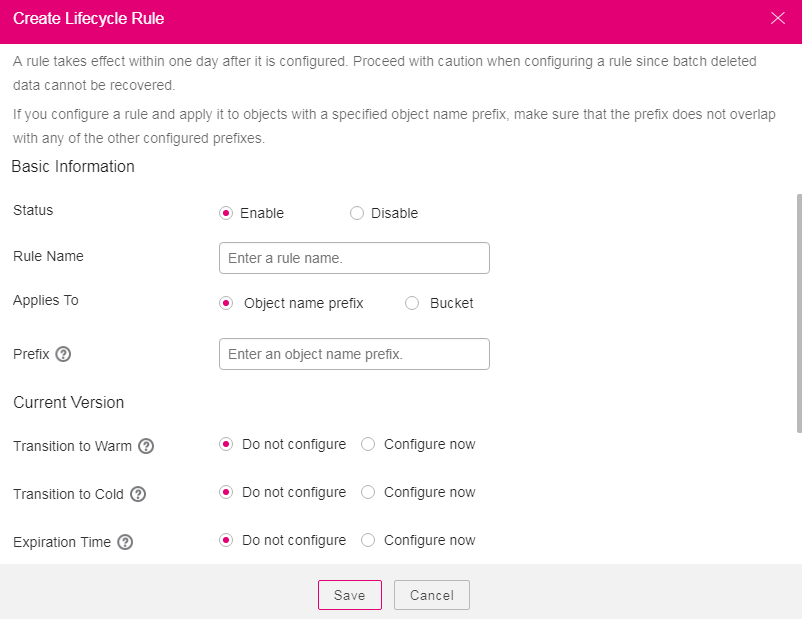 Create Lifecycle Rule
A rule takes effect within one day after it is configured. Proceed with caution when configuring a rule since batch deleted
data cannot be recovered.
If you configure a rule and apply it to objects with a specified object name prefix, make sure that the prefix does not overlap
with any of the other configured prefixes.
Basic Information
Status Enable Disable
Rule Name Enter a rule name.
Applies To Object name prefix Bucket
Prefix ? Enter an object name prefix.
Current Version
Transition to Warm ? Do not configure Configure now
Transition to Cold ? Do not configure Configure now
Expiration Time ? Do not configure Configure now
Save Cancel